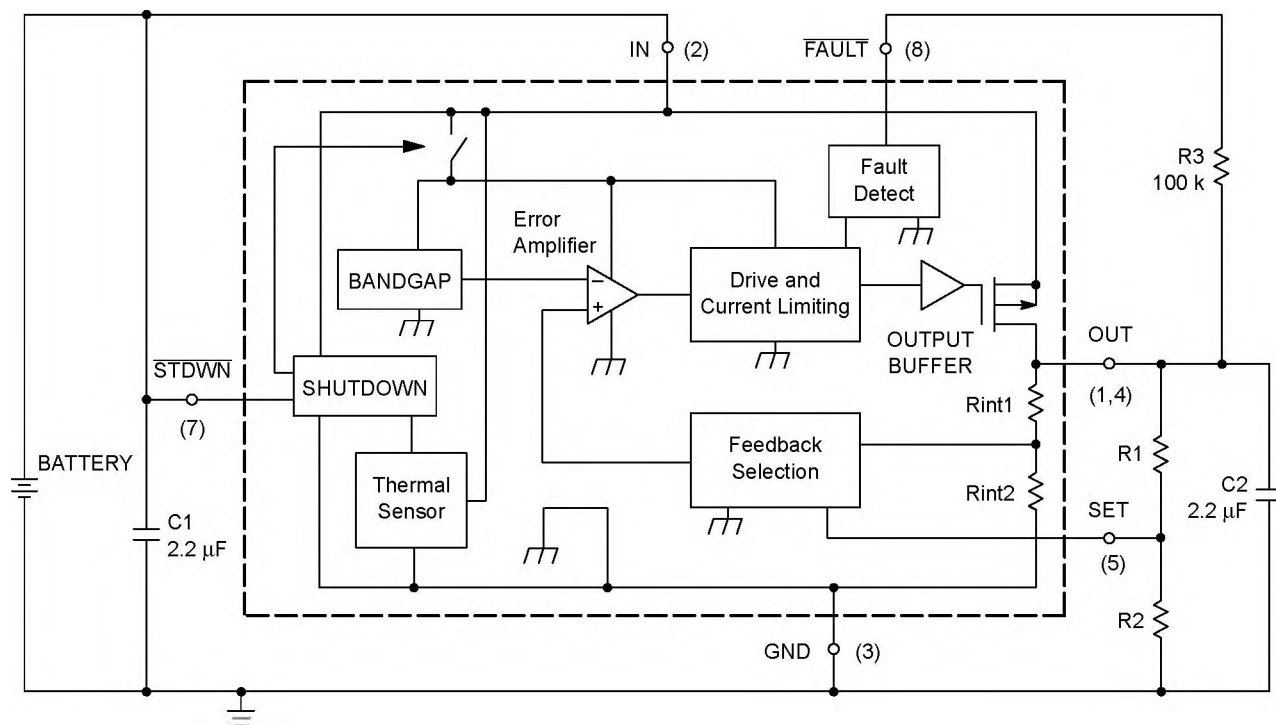 IN (2)
FAULT (8)
R3
100 k
Fault
Detect
Error
Amplifier
BANDGAP
−
+
Drive and
Current Limiting
OUTPUT
BUFFER
OUT
(1,4)
STDWN
(7)
SHUTDOWN
Rint1
Feedback
Selection
R1
BATTERY
Thermal
Sensor
Rint2
C2
2.2 μF
C1
2.2 μF
SET
(5)
R2
GND (3)